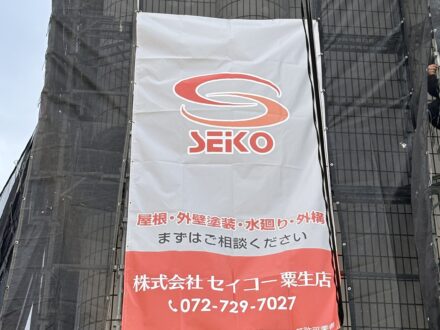 SEIKO
屋根・外壁塗装・水廻り・外構
まずはご相談ください
株式会社 セイコー 粟生店
072-729-7027